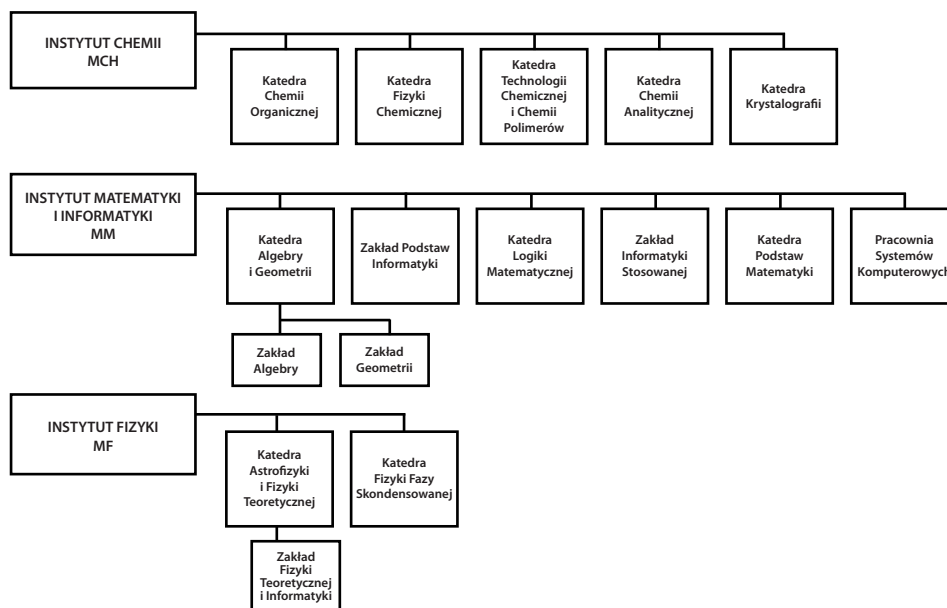 INSTYTUT CHEMII
MCH
Katedra
Chemii
Organicznej
Katedra
Fizyki
Chemicznej
Katedra
Technologii
Chemicznej
i Chemii
Polimerów
Katedra
Chemii
Analitycznej
Katedra
Krystalografii
INSTYTUT MATEMATYKI
I INFORMATYKI
MM
Katedra
Algebry
i Geometrii
Zakład Podstaw
Informatyki
Katedra
Logiki
Matematycznej
Zakład
Informatyki
Stosowanej
Katedra
Podstaw
Matematyki
Pracownia
Systemów
Komputerowych
Zakład
Algebry
Zakład
Geometrii
INSTYTUT FIZYKI
MF
Katedra
Astrofizyki
i Fizyki
Teoretycznej
Katedra
Fizyki Fazy
Skondensowanej
Zakład
Fizyki
Teoretycznej
i Informatyki